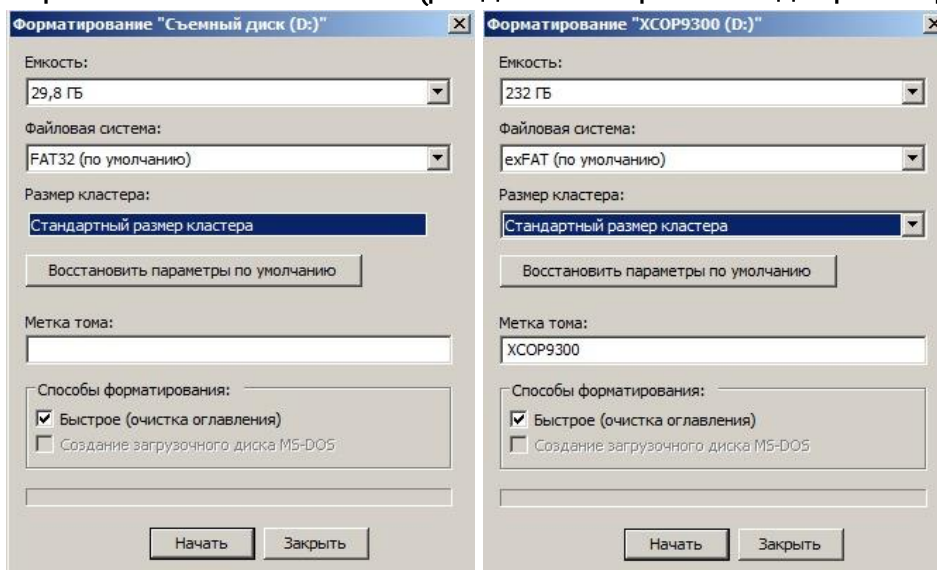 Форматирование "Съемный диск (D:)"
Емкость:
29,8 ГБ
Файловая система:
FAT32 (по умолчанию)
Размер кластера:
Стандартный размер кластера
Восстановить параметры по умолчанию
Метка тома:
Способы форматирования:
Быстрое (очистка оглавления)
Создание загрузочного диска MS-DOS
Начать
Закрыть
Форматирование "XCOP9300 (D:)"
Емкость:
232 ГБ
Файловая система:
exFAT (по умолчанию)
Размер кластера:
Стандартный размер кластера
Восстановить параметры по умолчанию
Метка тома:
XCOP9300
Способы форматирования:
Быстрое (очистка оглавления)
Создание загрузочного диска MS-DOS
Начать
Закрыть